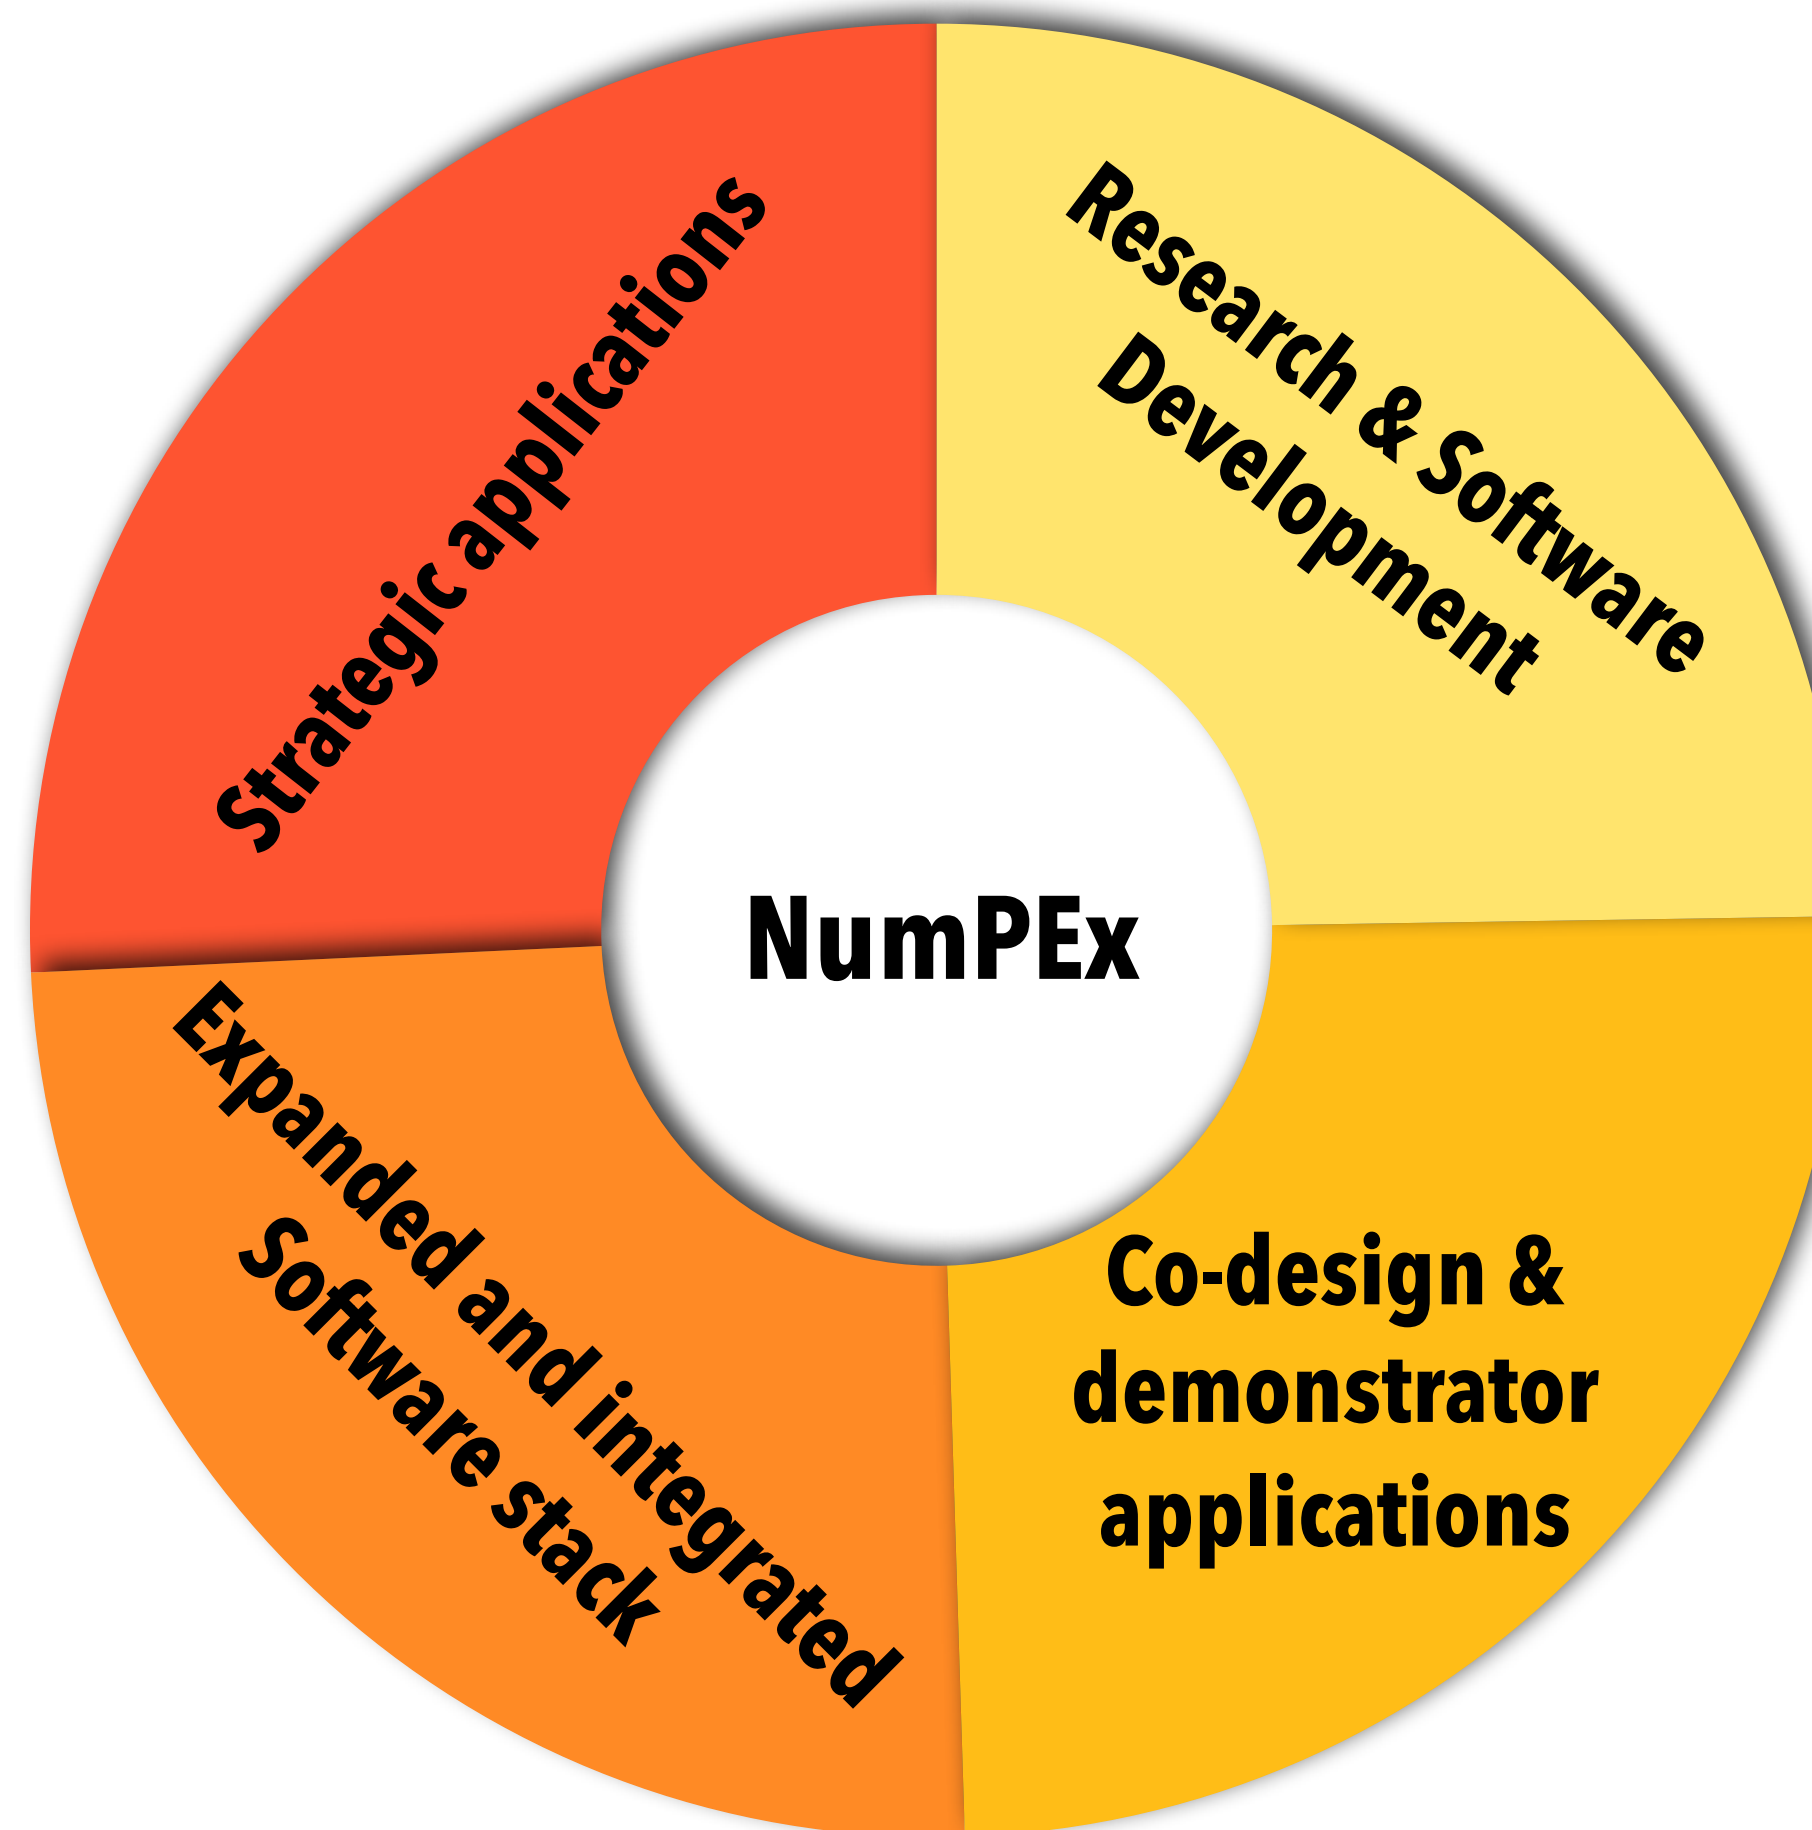 Strategic applications
Research & Software
Development
NumPEx
Expanded and integrated
Software stack
Co-design &
demonstrator
applications